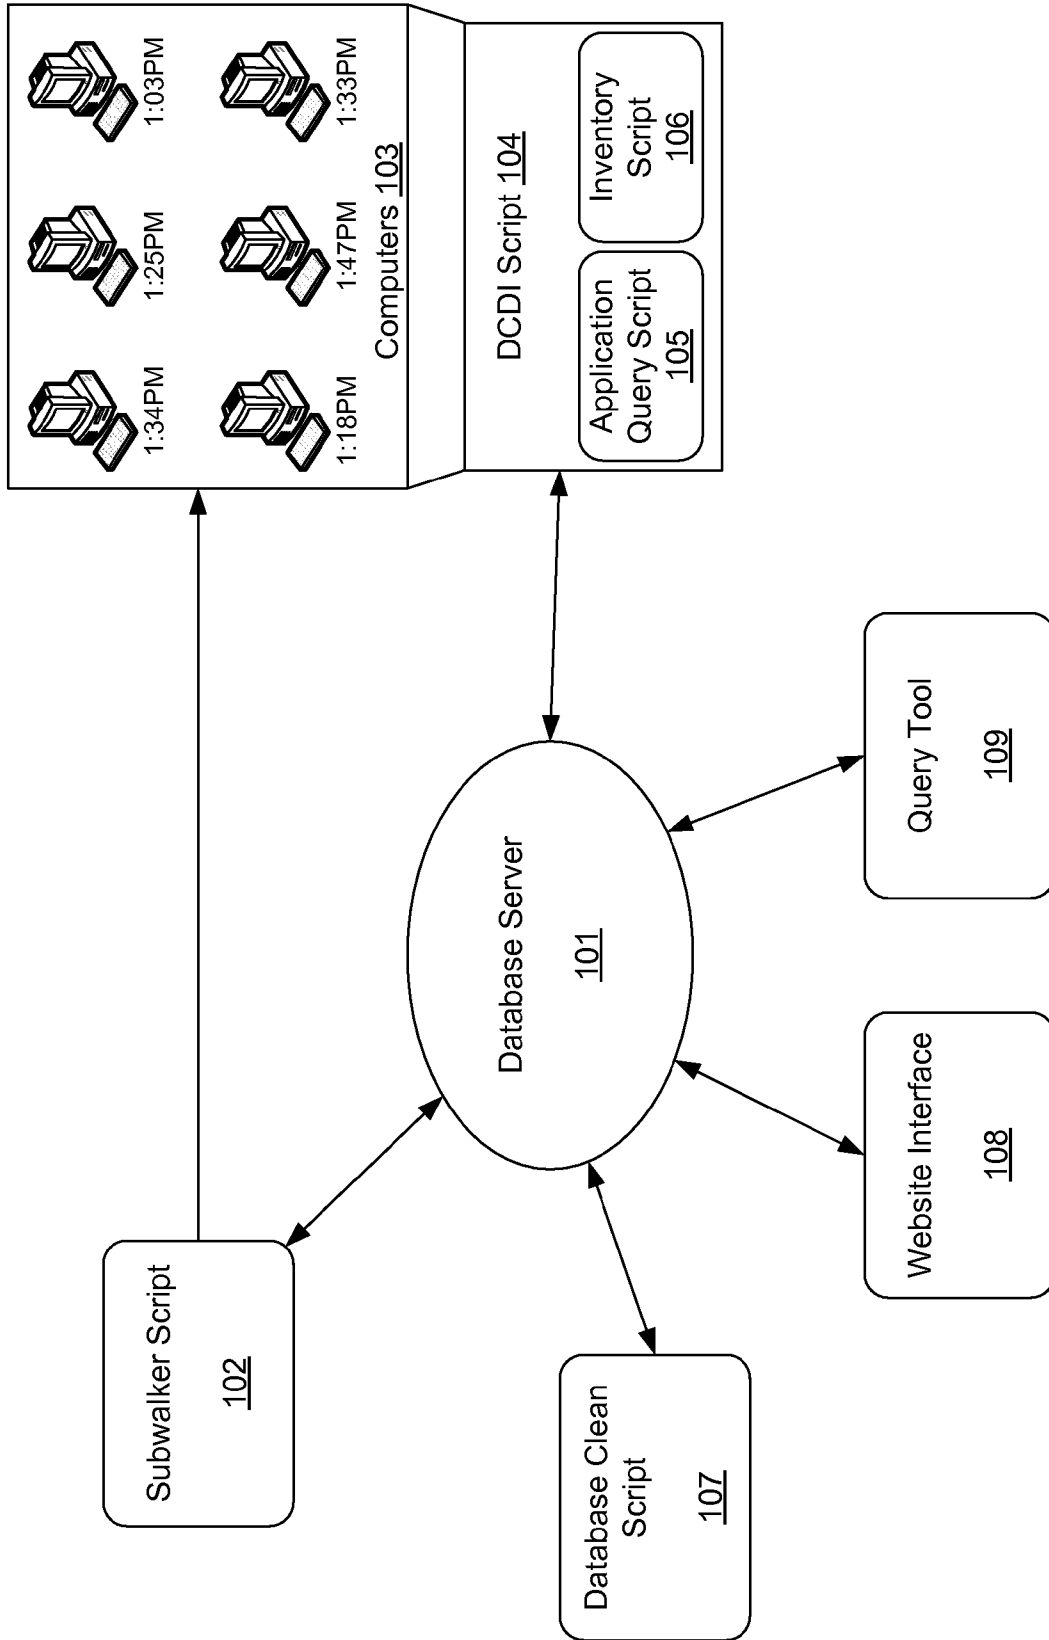 Subwalker Script
102
1:34PM
1:25PM
1:03PM
1:18PM
1:47PM
1:33PM
Computers 103
DCDI Script 104
Application
Query Script
105
Inventory
Script
106
Database Server
101
Database Clean
Script
107
Website Interface
108
Query Tool
109